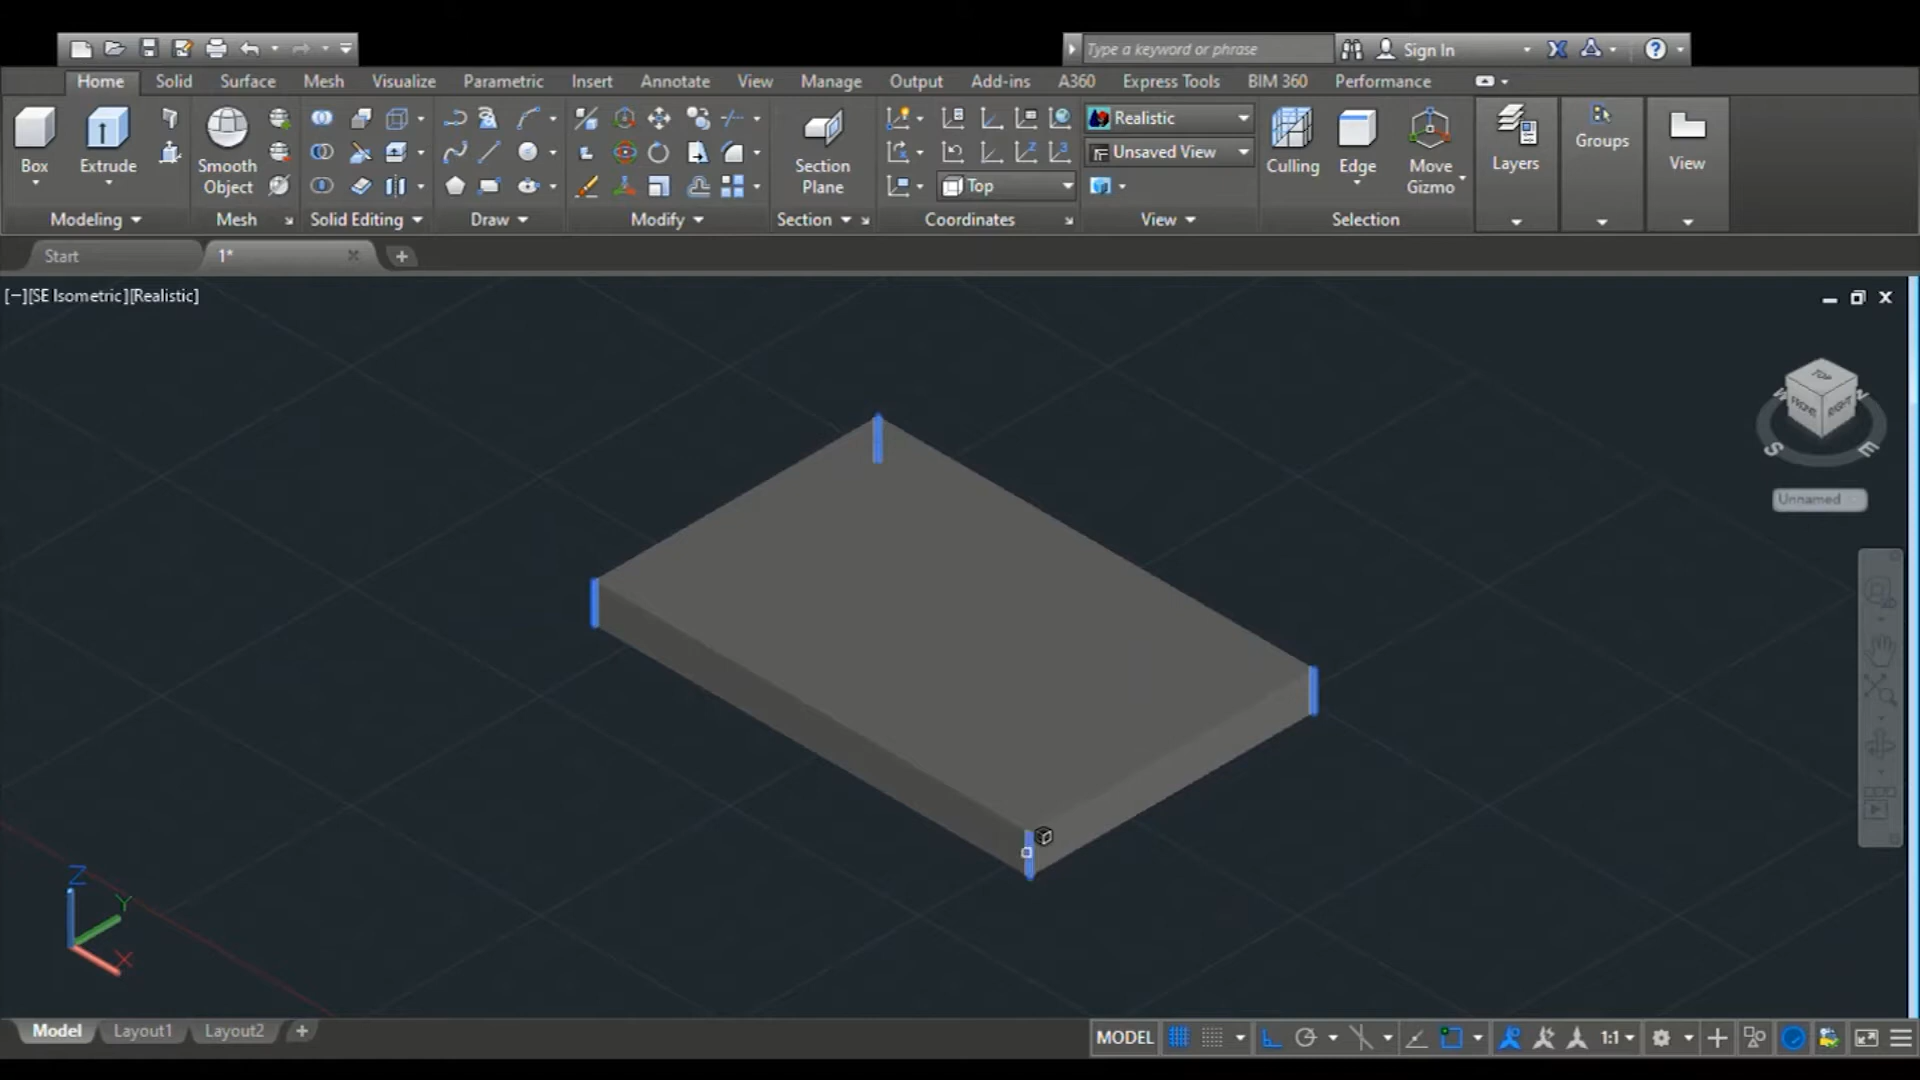 Type a keyword or phrase
Sign In
Home Solid Surface Mesh Visualize Parametric Insert Annotate View Manage Output Add-ins A360 Express Tools BIM 360 Performance
Box
Extrude
Smooth
Object
Section
Plane
Top
Realistic
Unsaved View
Culling
Edge
Move
Gizmo
Layers
Groups
View
Modeling Mesh Solid Editing Draw Modify Section Coordinates View Selection
Start 1*
[−][SE Isometric][Realistic]
TOP
FRONT RIGHT
W N
S E
Unnamed
Z
Y
X
Model Layout1 Layout2
MODEL 1:1